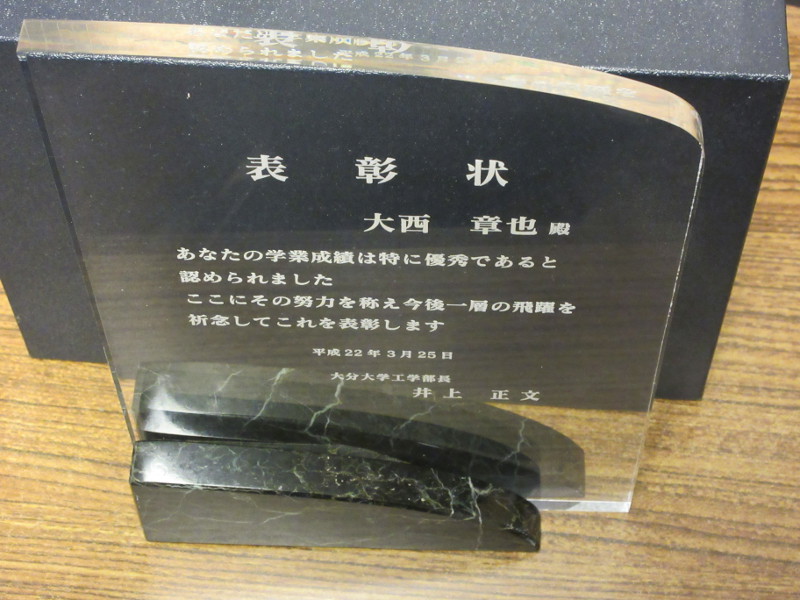 表彰状
大西 章也 殿
あなたの学業成績は特に優秀であると
認められました
ここにその努力を称え今後一層の飛躍を
祈念してこれを表彰します
平成22年3月25日
大分大学工学部長
井上 正文